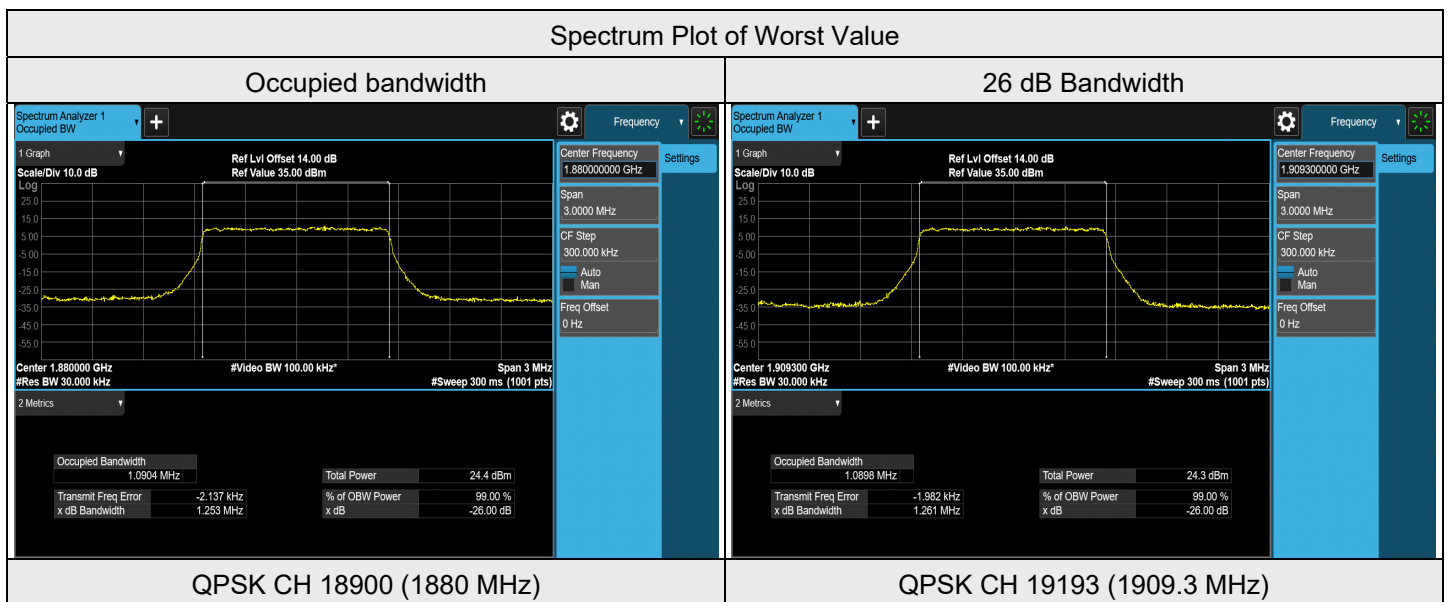 Spectrum Plot of Worst Value
Occupied bandwidth
26 dB Bandwidth
Spectrum Analyzer 1
Occupied BW
+
Frequency
1 Graph
Ref Lvl Offset 14.00 dB
Scale/Div 10.0 dB
Ref Value 35.00 dBm
Log
25.0
15.0
5.00
-5.00
-15.0
-25.0
-35.0
-45.0
-55.0
Center 1.880000 GHz
#Video BW 100.00 kHz*
Span 3 MHz
#Res BW 30.000 kHz
#Sweep 300 ms (1001 pts)
Center Frequency
1.880000000 GHz
Settings
Span
3.0000 MHz
CF Step
300.000 kHz
Auto
Man
Freq Offset
0 Hz
2 Metrics
Occupied Bandwidth
1.0904 MHz
Total Power 24.4 dBm
Transmit Freq Error -2.137 kHz
% of OBW Power 99.00 %
x dB Bandwidth 1.253 MHz
x dB -26.00 dB
Spectrum Analyzer 1
Occupied BW
+
Frequency
1 Graph
Ref Lvl Offset 14.00 dB
Scale/Div 10.0 dB
Ref Value 35.00 dBm
Log
25.0
15.0
5.00
-5.00
-15.0
-25.0
-35.0
-45.0
-55.0
Center 1.909300 GHz
#Video BW 100.00 kHz*
Span 3 MHz
#Res BW 30.000 kHz
#Sweep 300 ms (1001 pts)
Center Frequency
1.909300000 GHz
Settings
Span
3.0000 MHz
CF Step
300.000 kHz
Auto
Man
Freq Offset
0 Hz
2 Metrics
Occupied Bandwidth
1.0898 MHz
Total Power 24.3 dBm
Transmit Freq Error -1.982 kHz
% of OBW Power 99.00 %
x dB Bandwidth 1.261 MHz
x dB -26.00 dB
QPSK CH 18900 (1880 MHz)
QPSK CH 19193 (1909.3 MHz)